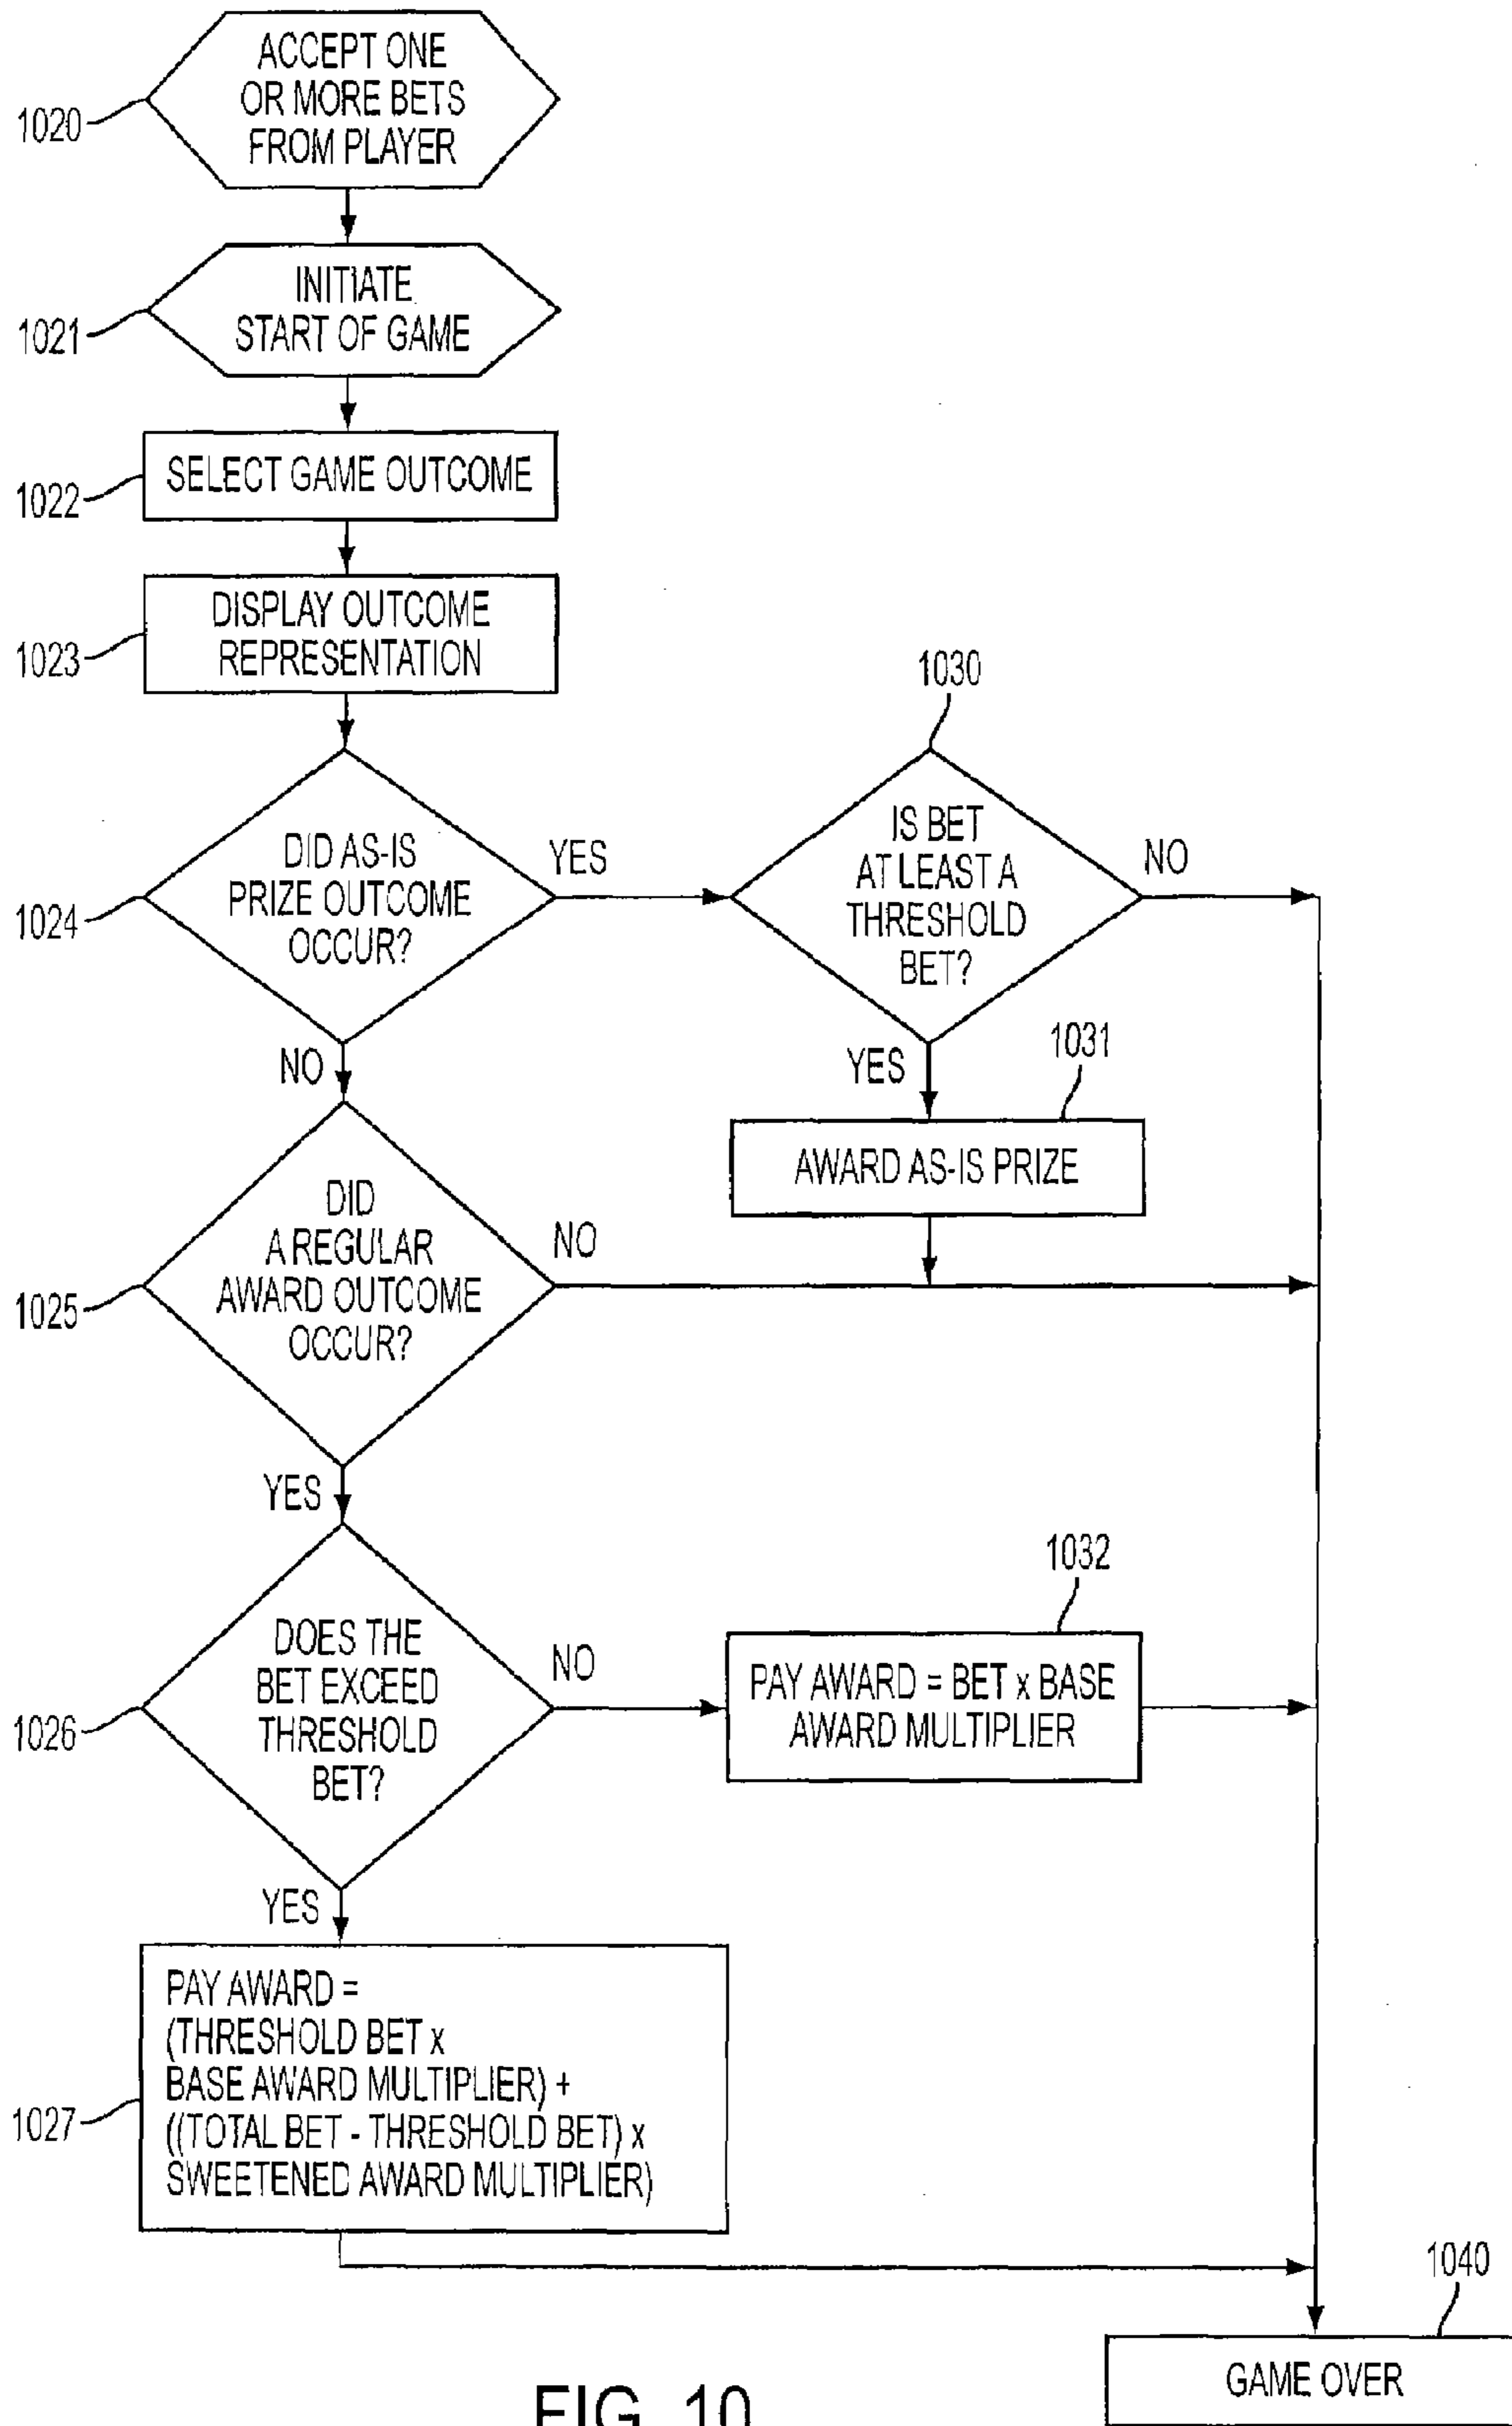 ACCEPT ONE
OR MORE BETS
FROM PLAYER
1020
INITIATE
START OF GAME
1021
SELECT GAME OUTCOME
1022
DISPLAY OUTCOME
REPRESENTATION
1023
DID AS-IS
PRIZE OUTCOME
OCCUR?
1024
YES
NO
1030
IS BET
AT LEAST A
THRESHOLD
BET?
NO
YES
1031
AWARD AS-IS PRIZE
DID
A REGULAR
AWARD OUTCOME
OCCUR?
1025
NO
YES
DOES THE
BET EXCEED
THRESHOLD
BET?
1026
NO
YES
1032
PAY AWARD = BET x BASE
AWARD MULTIPLIER
PAY AWARD =
(THRESHOLD BET x
BASE AWARD MULTIPLIER) +
((TOTAL BET - THRESHOLD BET) x
SWEETENED AWARD MULTIPLIER)
1027
1040
GAME OVER
FIG. 10